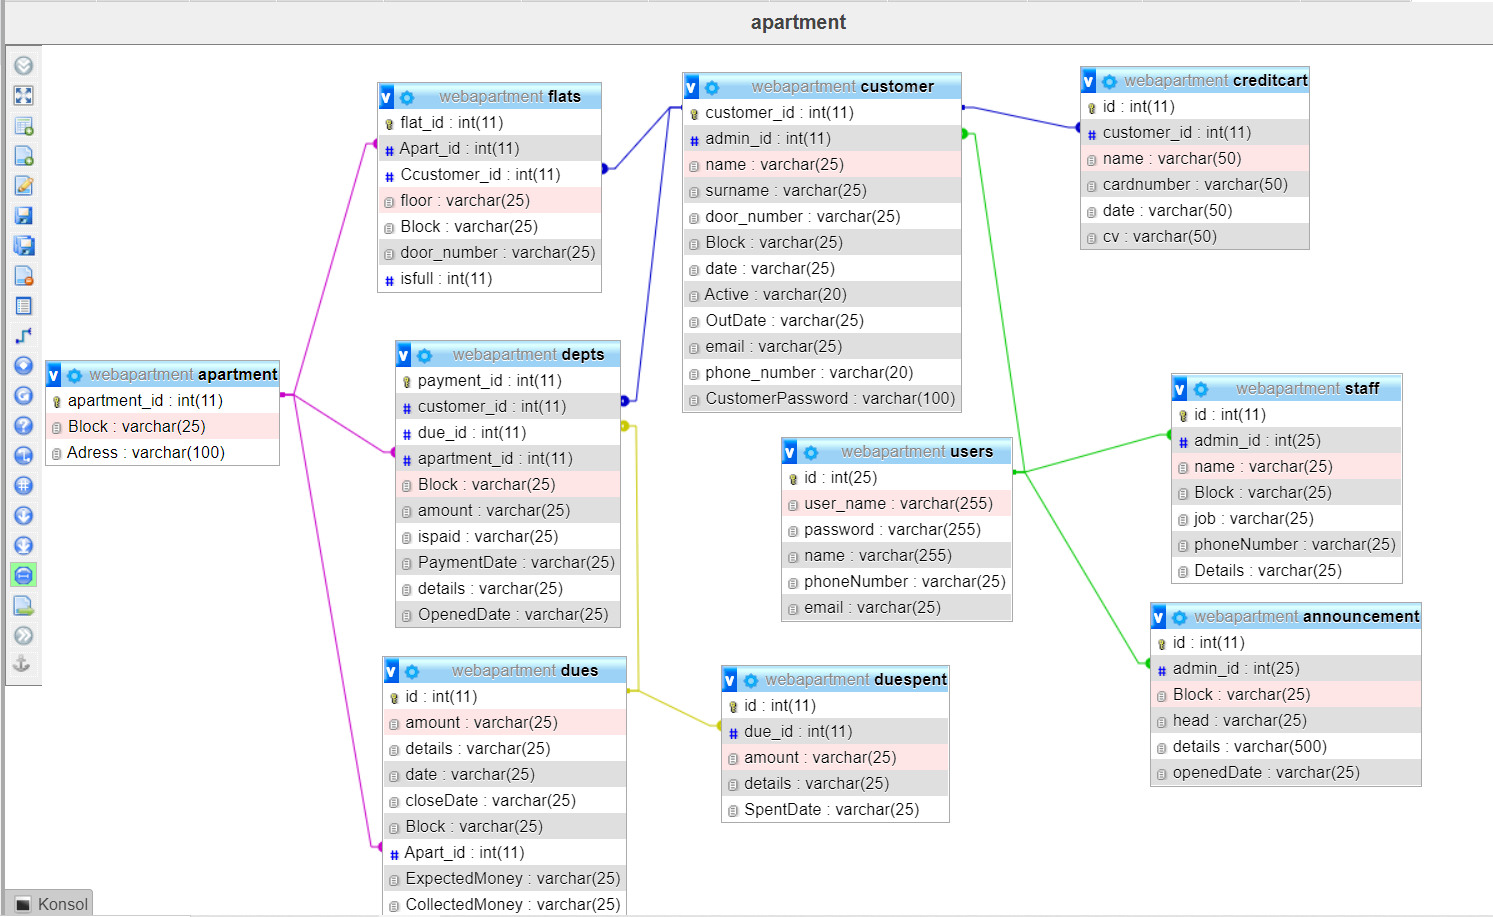 apartment
webapartment flats
flat_id : int(11)
Apart_id : int(11)
Ccustomer_id : int(11)
floor : varchar(25)
Block : varchar(25)
door_number : varchar(25)
isfull : int(11)
webapartment customer
customer_id : int(11)
admin_id : int(11)
name : varchar(25)
surname : varchar(25)
door_number : varchar(25)
Block : varchar(25)
date : varchar(25)
Active : varchar(20)
OutDate : varchar(25)
email : varchar(25)
phone_number : varchar(20)
CustomerPassword : varchar(100)
webapartment creditcart
id : int(11)
customer_id : int(11)
name : varchar(50)
cardnumber : varchar(50)
date : varchar(50)
cv : varchar(50)
webapartment apartment
apartment_id : int(11)
Block : varchar(25)
Adress : varchar(100)
webapartment depts
payment_id : int(11)
customer_id : int(11)
due_id : int(11)
apartment_id : int(11)
Block : varchar(25)
amount : varchar(25)
ispaid : varchar(25)
PaymentDate : varchar(25)
details : varchar(25)
OpenedDate : varchar(25)
webapartment users
id : int(25)
user_name : varchar(255)
password : varchar(255)
name : varchar(255)
phoneNumber : varchar(25)
email : varchar(25)
webapartment staff
id : int(11)
admin_id : int(25)
name : varchar(25)
Block : varchar(25)
job : varchar(25)
phoneNumber : varchar(25)
Details : varchar(25)
webapartment dues
id : int(11)
amount : varchar(25)
details : varchar(25)
date : varchar(25)
closeDate : varchar(25)
Block : varchar(25)
Apart_id : int(11)
ExpectedMoney : varchar(25)
CollectedMoney : varchar(25)
webapartment duespent
id : int(11)
due_id : int(11)
amount : varchar(25)
details : varchar(25)
SpentDate : varchar(25)
webapartment announcement
id : int(11)
admin_id : int(25)
Block : varchar(25)
head : varchar(25)
details : varchar(500)
openedDate : varchar(25)
Konsol